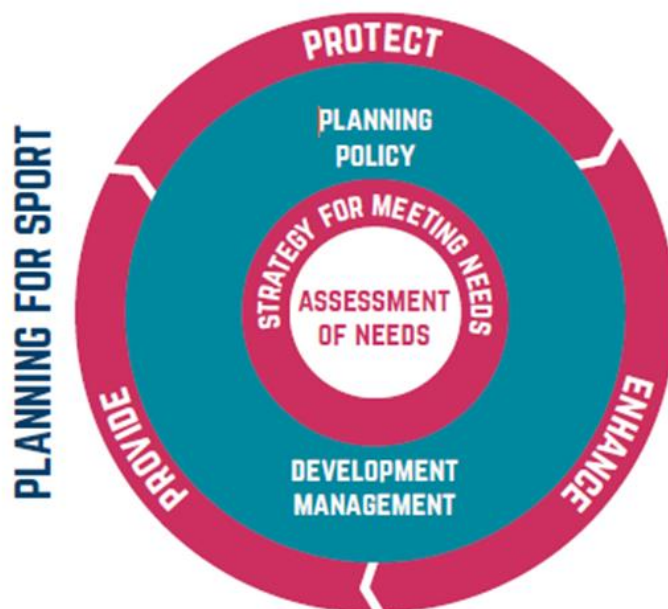 PLANNING FOR SPORT
PROTECT
PLANNING
POLICY
STRATEGY FOR MEETING NEEDS
ASSESSMENT
OF NEEDS
PROVIDE
ENHANCE
DEVELOPMENT
MANAGEMENT